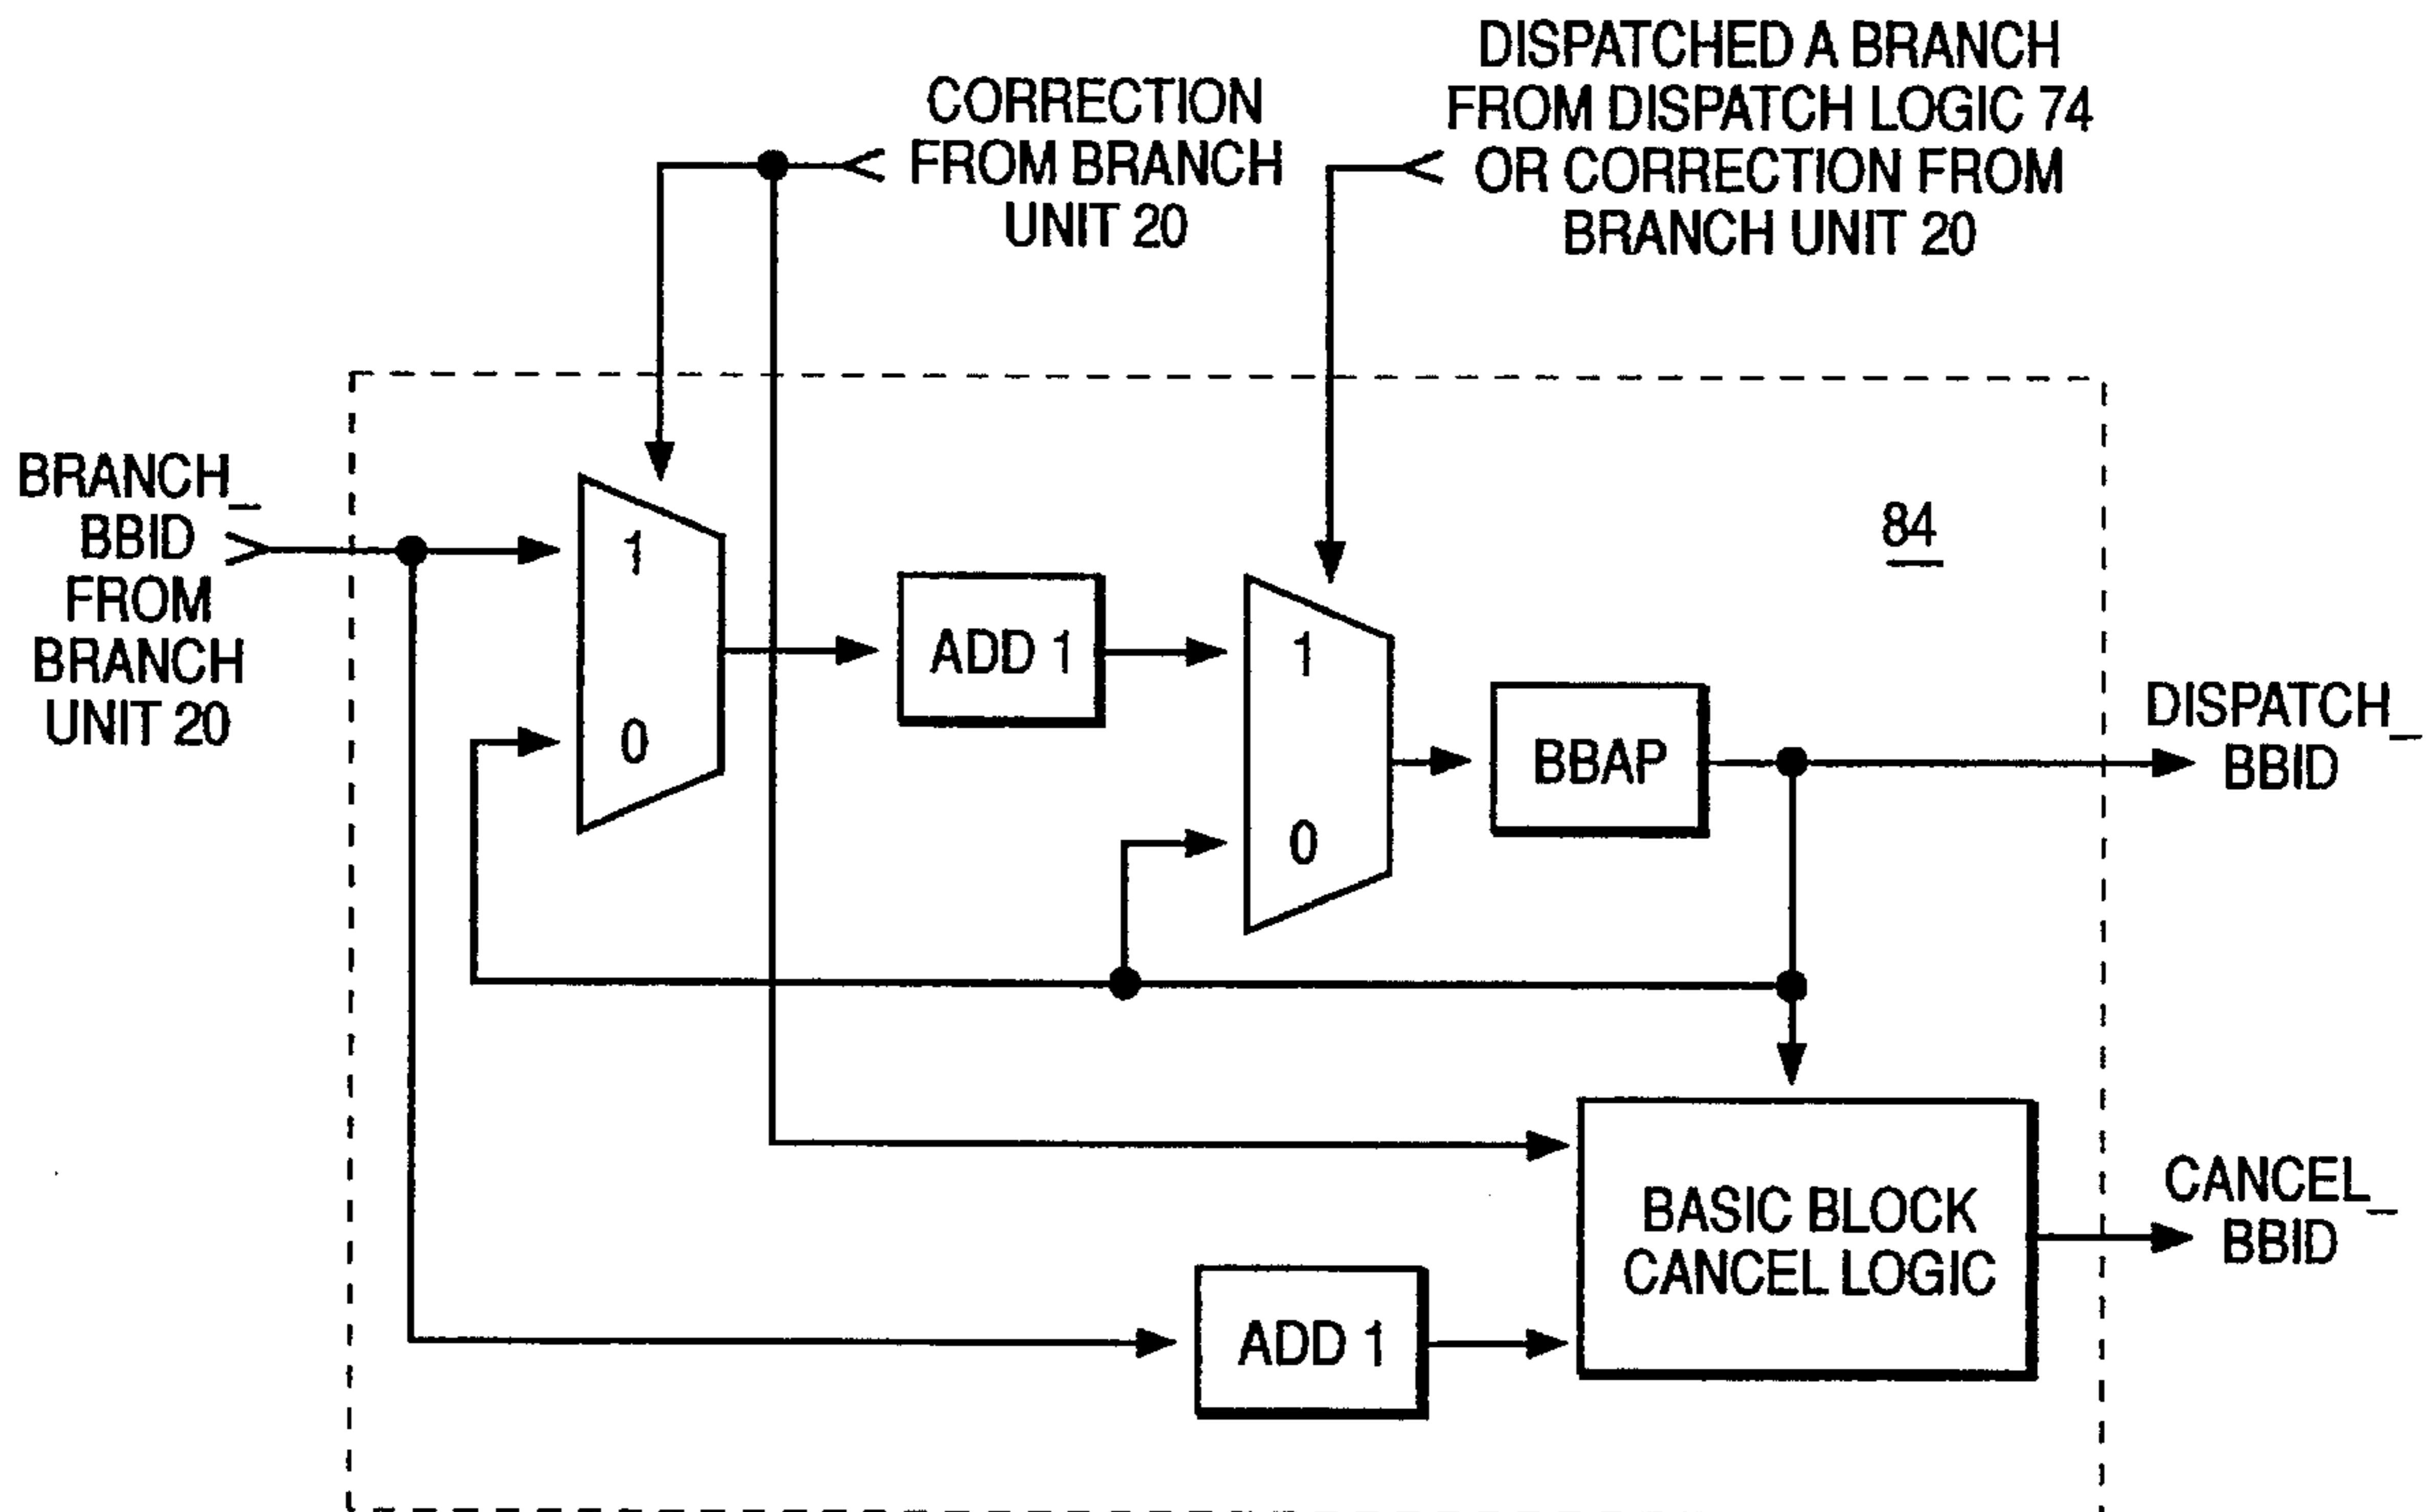 CORRECTION
FROM BRANCH
UNIT 20
DISPATCHED A BRANCH
FROM DISPATCH LOGIC 74
OR CORRECTION FROM
BRANCH UNIT 20
BRANCH_
BBID
FROM
BRANCH
UNIT 20
1
0
ADD 1
1
0
BBAP
84
DISPATCH_
BBID
BASIC BLOCK
CANCEL LOGIC
CANCEL_
BBID
ADD 1